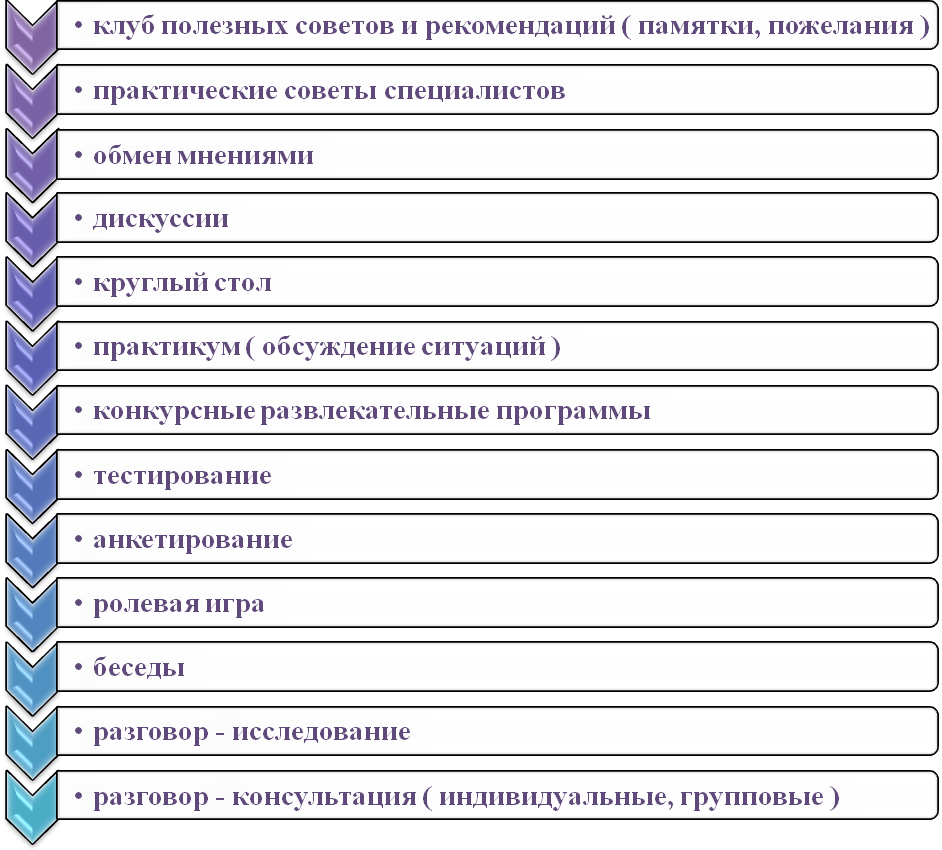 • клуб полезных советов и рекомендаций ( памятки, пожелания )
• практические советы специалистов
• обмен мнениями
• дискуссии
• круглый стол
• практикум ( обсуждение ситуаций )
• конкурсные развлекательные программы
• тестирование
• анкетирование
• ролевая игра
• беседы
• разговор - исследование
• разговор - консультация ( индивидуальные, групповые )